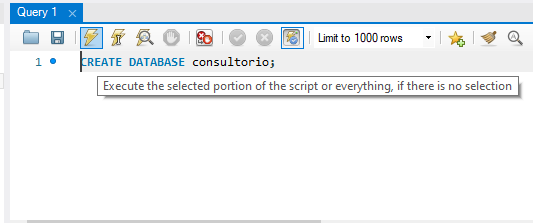 Query 1
Limit to 1000 rows
1
CREATE DATABASE consultorio;
Execute the selected portion of the script or everything, if there is no selection